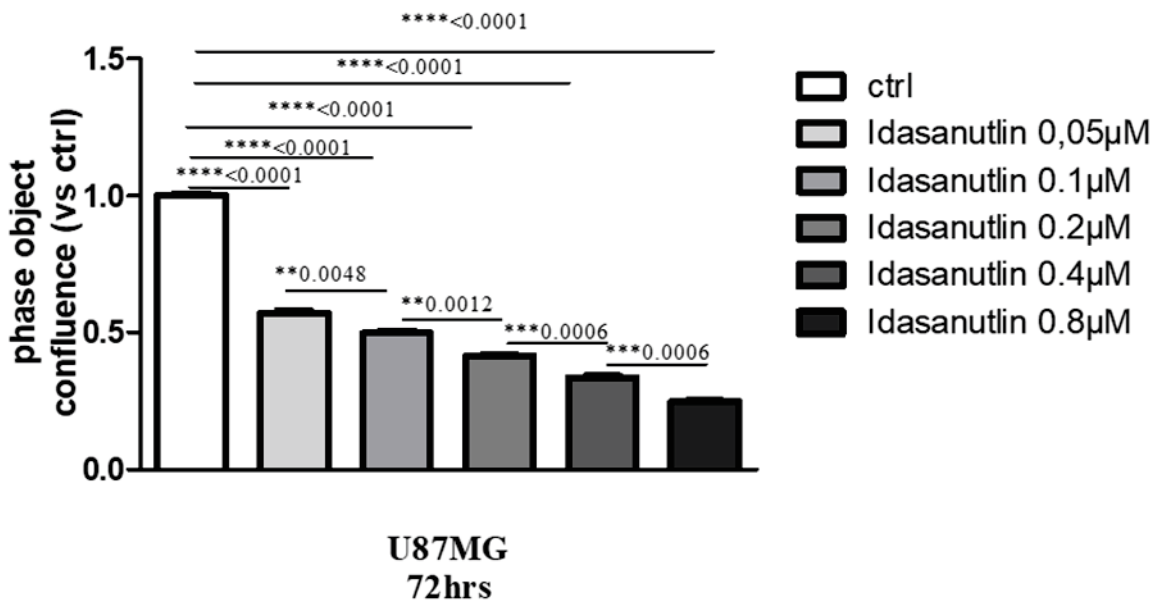 ****<0.0001
****<0.0001
****<0.0001
****<0.0001
****<0.0001
**0.0048
**0.0012
***0.0006
***0.0006
1.5
1.0
0.5
0.0
phase object
confluence (vs ctrl)
U87MG
72hrs
ctrl
Idasanutlin 0,05µM
Idasanutlin 0.1µM
Idasanutlin 0.2µM
Idasanutlin 0.4µM
Idasanutlin 0.8µM